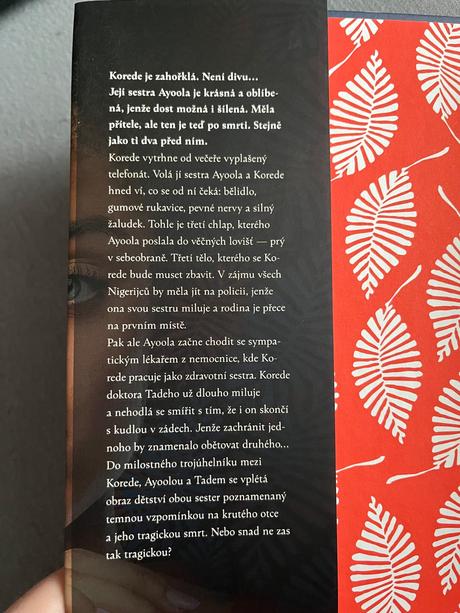 Korede je zahořklá. Není divu...
Její sestra Ayoola je krásná a oblíbe-
ná, jenže dost možná i šílená. Měla
přítele, ale ten je teď po smrti. Stejně
jako ti dva před ním.
Korede vytrhne od večeře vyplašený
telefonát. Volá jí sestra Ayoola a Korede
hned ví, co se od ní čeká: bělidlo,
gumové rukavice, pevné nervy a silný
žaludek. Tohle je třetí chlap, kterého
Ayoola poslala do věčných lovišť — prý
v sebeobraně. Třetí tělo, kterého se Ko-
rede bude muset zbavit. V zájmu všech
Nigerijců by měla jít na policii, jenže
ona svou sestru miluje a rodina je přece
na prvním místě.
Pak ale Ayoola začne chodit se sympa-
tickým lékařem z nemocnice, kde Ko-
rede pracuje jako zdravotní sestra. Korede
doktora Tadeho už dlouho miluje
a nehodlá se smířit s tím, že i on skončí
s kudlou v zádech. Jenže zachránit jed-
noho by znamenalo obětovat druhého...
Do milostného trojúhelníku mezi
Korede, Ayoolou a Tadem se vplétá
obraz dětství obou sester poznamenaný
temnou vzpomínkou na krutého otce
a jeho tragickou smrt. Nebo snad ne zas
tak tragickou?